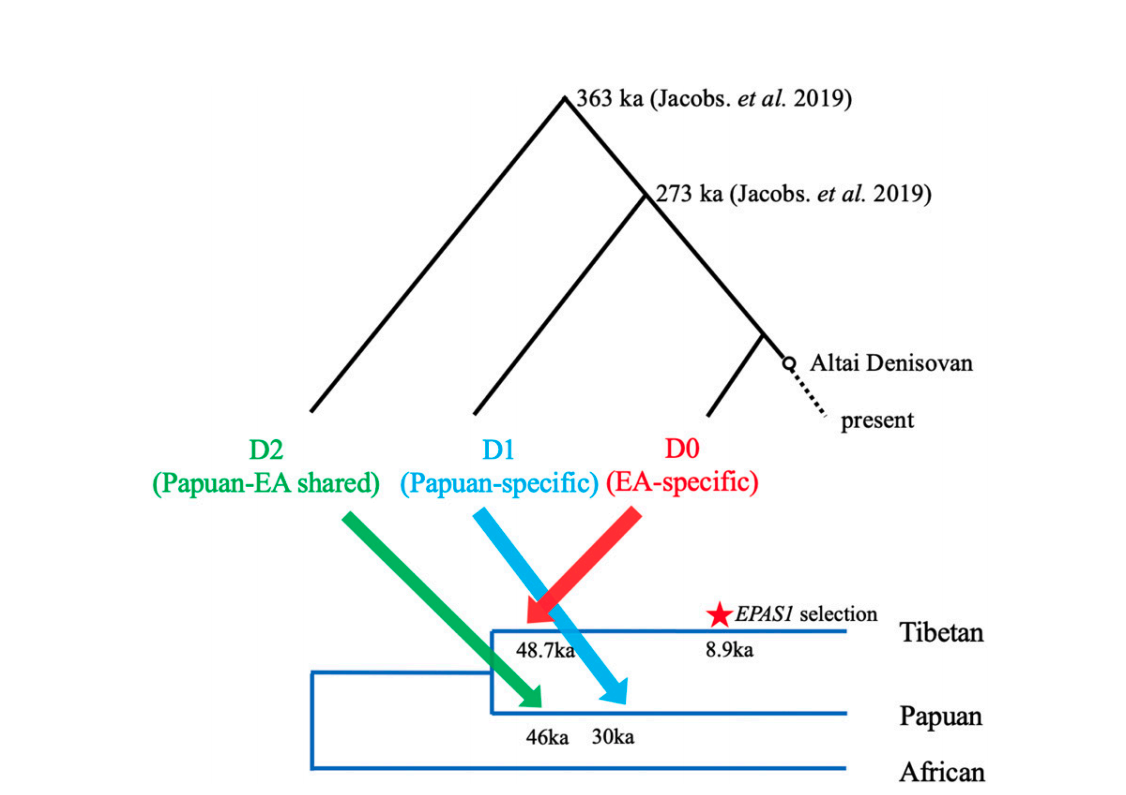 363 ka (Jacobs. et al. 2019)
273 ka (Jacobs. et al. 2019)
Altai Denisovan
present
D2
(Papuan-EA shared)
D1
(Papuan-specific)
D0
(EA-specific)
EPAS1 selection
Tibetan
48.7ka
8.9ka
Papuan
46ka
30ka
African